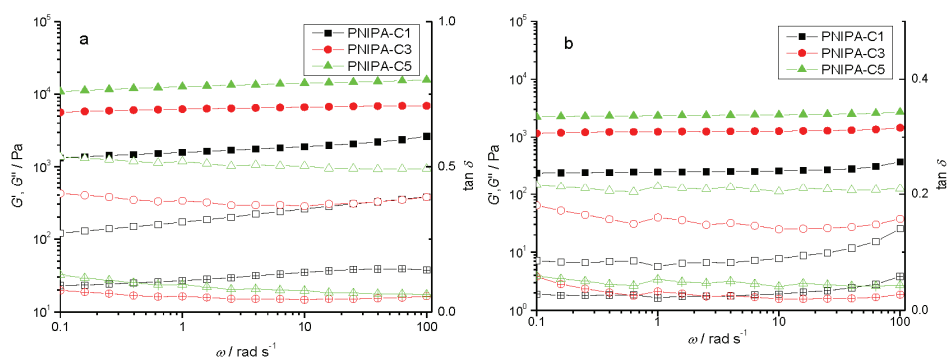 a
PNIPA-C1
PNIPA-C3
PNIPA-C5
10⁵
10⁴
10³
10²
10¹
G', G'' / Pa
0.1
1
10
100
ω / rad s⁻¹
1.0
0.5
0.0
tan δ
b
PNIPA-C1
PNIPA-C3
PNIPA-C5
10⁵
10⁴
10³
10²
10¹
10⁰
G', G'' / Pa
0.1
1
10
100
ω / rad s⁻¹
0.4
0.2
0.0
tan δ